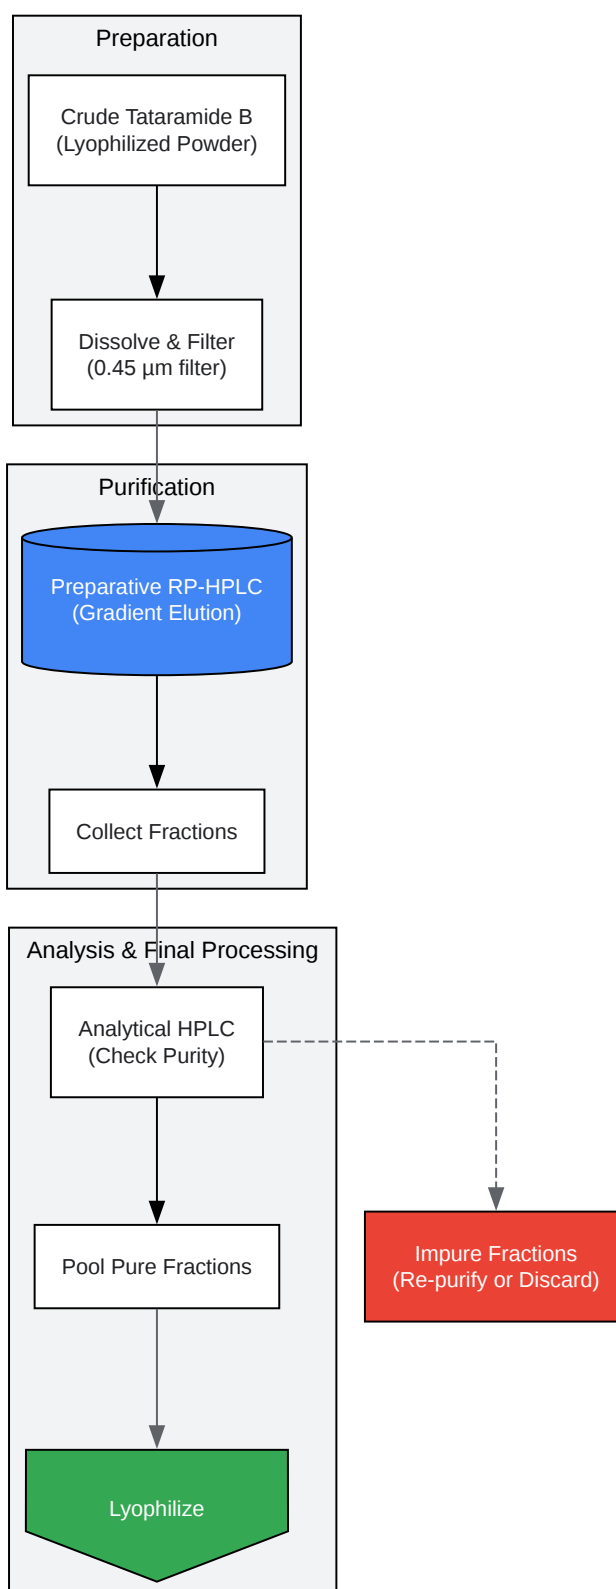 Preparation
Crude Tataramide B
(Lyophilized Powder)
Dissolve & Filter
(0.45 µm filter)
Purification
Preparative RP-HPLC
(Gradient Elution)
Collect Fractions
Analysis & Final Processing
Analytical HPLC
(Check Purity)
Pool Pure Fractions
Impure Fractions
(Re-purify or Discard)
Lyophilize